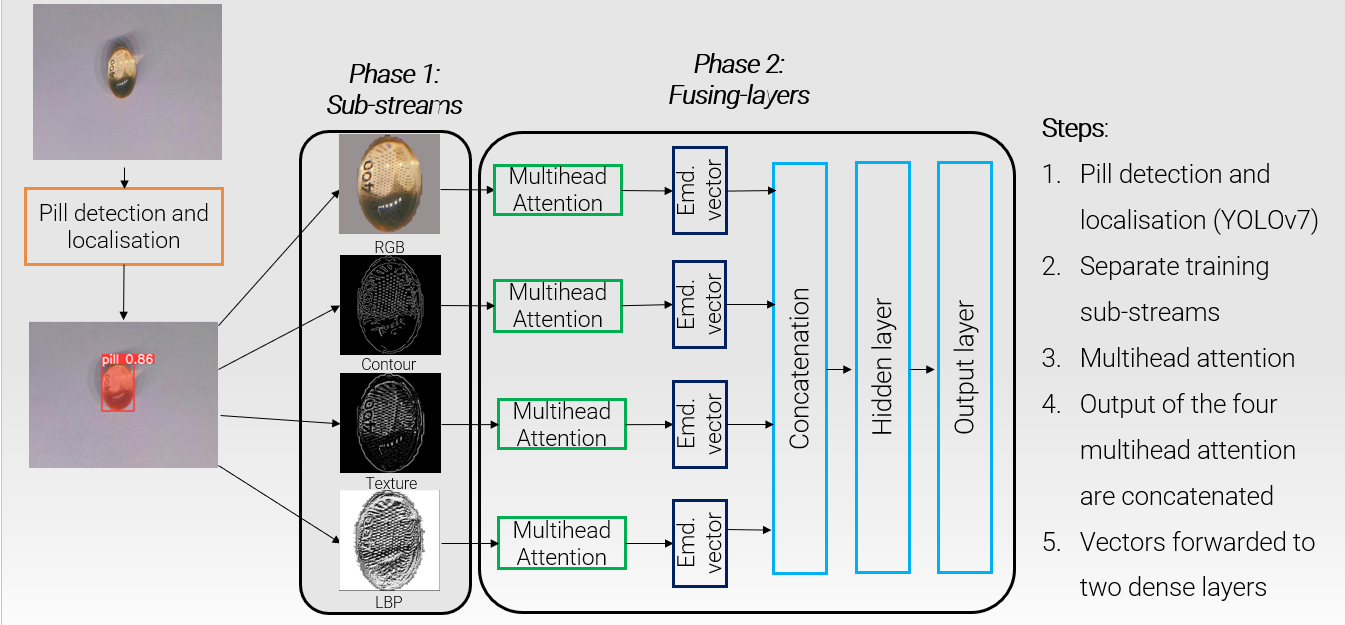 Pill detection and
localisation
pill 0.86
Phase 1:
Sub-streams
400
RGB
Contour
400
Texture
LBP
Phase 2:
Fusing-layers
Multihead
Attention
Emd.
vector
Multihead
Attention
Emd.
vector
Multihead
Attention
Emd.
vector
Multihead
Attention
Emd.
vector
Concatenation
Hidden layer
Output layer
Steps:
1. Pill detection and
localisation (YOLOv7)
2. Separate training
sub-streams
3. Multihead attention
4. Output of the four
multihead attention
are concatenated
5. Vectors forwarded to
two dense layers